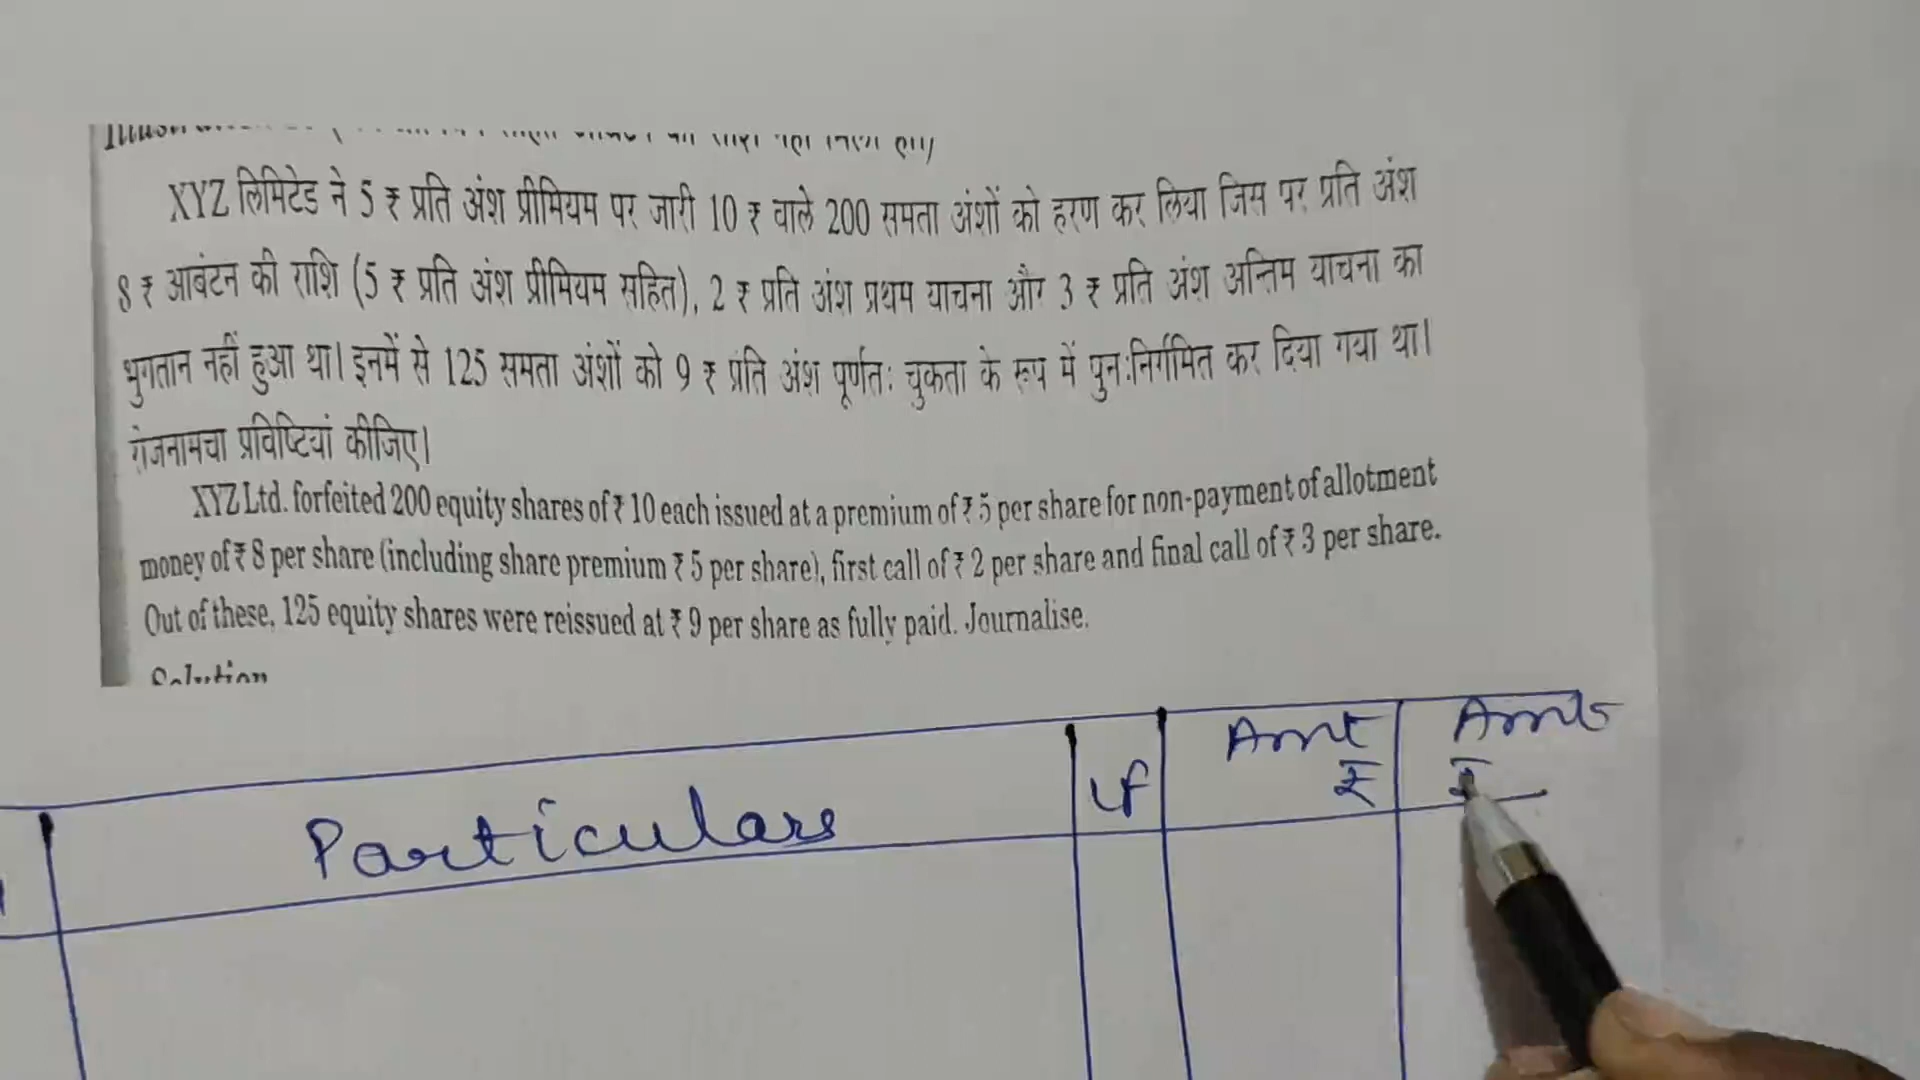 XYZ लिमिटेड ने 5 ₹ प्रति अंश प्रीमियम पर जारी 10 ₹ वाले 200 समता अंशों को हरण कर लिया जिस पर प्रति अंश
8 ₹ आबंटन की राशि (5 ₹ प्रति अंश प्रीमियम सहित), 2 ₹ प्रति अंश प्रथम याचना और 3 ₹ प्रति अंश अन्तिम याचना का
भुगतान नहीं हुआ था। इनमें से 125 समता अंशों को 9 ₹ प्रति अंश पूर्णतः चुकता के रूप में पुनःनिर्गमित कर दिया गया था।
रोजनामचा प्रविष्टियां कीजिए।
XYZ Ltd. forfeited 200 equity shares of ₹ 10 each issued at a premium of ₹ 5 per share for non-payment of allotment
money of ₹ 8 per share (including share premium ₹ 5 per share), first call of ₹ 2 per share and final call of ₹ 3 per share.
Out of these, 125 equity shares were reissued at ₹ 9 per share as fully paid. Journalise.
Solution
Particulars LF Amt ₹ Amt ₹